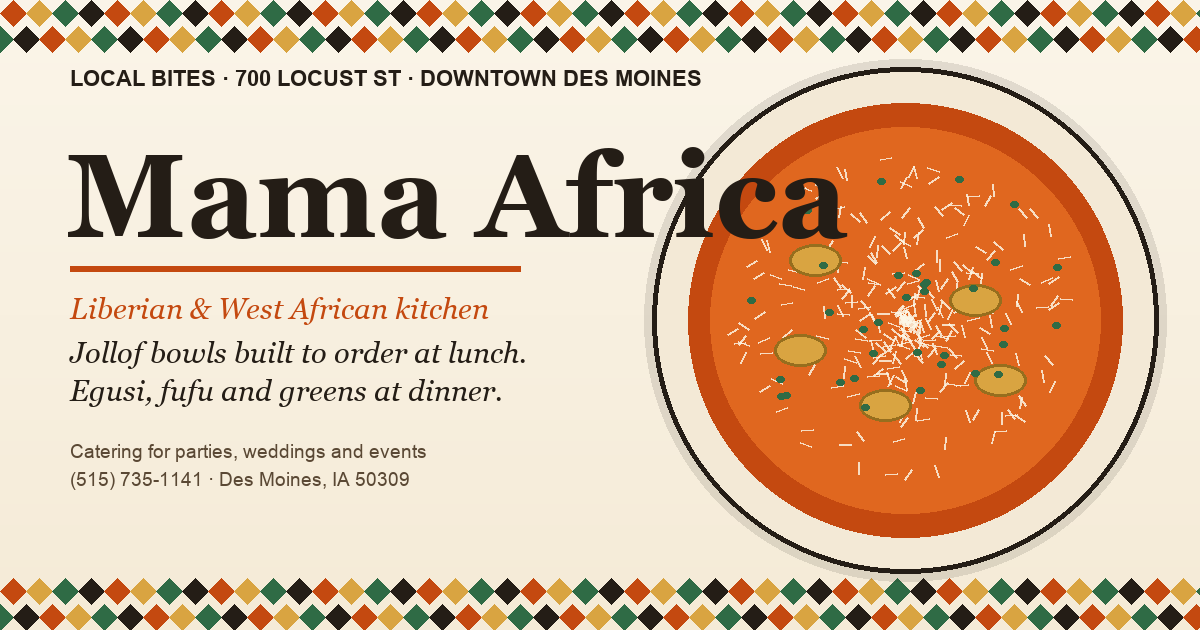 LOCAL BITES · 700 LOCUST ST · DOWNTOWN DES MOINES
Mama Africa
Liberian & West African kitchen
Jollof bowls built to order at lunch.
Egusi, fufu and greens at dinner.
Catering for parties, weddings and events
(515) 735-1141 · Des Moines, IA 50309